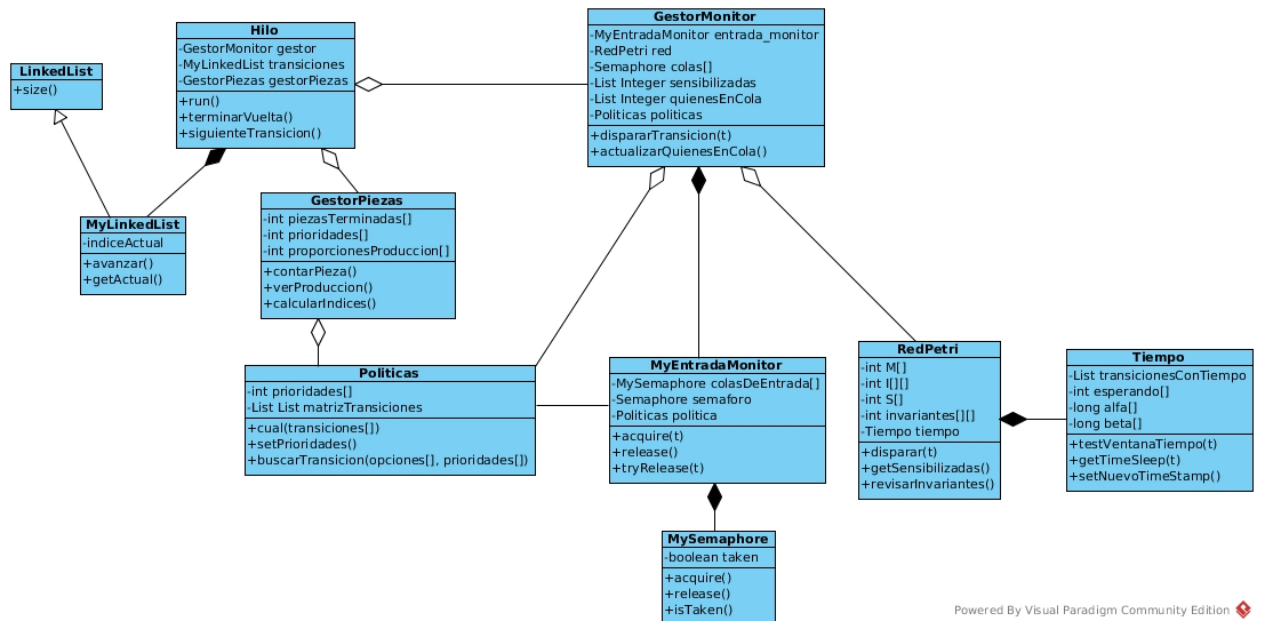 LinkedList
+size()
Hilo
-GestorMonitor gestor
-MyLinkedList transiciones
-GestorPiezas gestorPiezas
+run()
+terminarVuelta()
+siguienteTransicion()
GestorMonitor
-MyEntradaMonitor entrada_monitor
-RedPetri red
-Semaphore colas[]
-List Integer sensibilizadas
-List Integer quienesEnCola
-Politicas politicas
+dispararTransicion(t)
+actualizarQuienesEnCola()
MyLinkedList
-indiceActual
+avanzar()
+getActual()
GestorPiezas
-int piezasTerminadas[]
-int prioridades[]
-int proporcionesProduccion[]
+contarPieza()
+verProduccion()
+calcularIndices()
Politicas
-int prioridades[]
-List List matrizTransiciones
+cual(transiciones[])
+setPrioridades()
+buscarTransicion(opciones[], prioridades[])
MyEntradaMonitor
-MySemaphore colasDeEntrada[]
-Semaphore semaforo
-Politicas politica
+acquire(t)
+release()
+tryRelease(t)
RedPetri
-int M[]
-int I[][]
-int S[]
-int invariantes[][]
-Tiempo tiempo
+disparar(t)
+getSensibilizadas()
+revisarInvariantes()
Tiempo
-List transicionesConTiempo
-int esperando[]
-long alfa[]
-long beta[]
+testVentanaTiempo(t)
+getTimeSleep(t)
+setNuevoTimeStamp()
MySemaphore
-boolean taken
+acquire()
+release()
+isTaken()
Powered By Visual Paradigm Community Edition